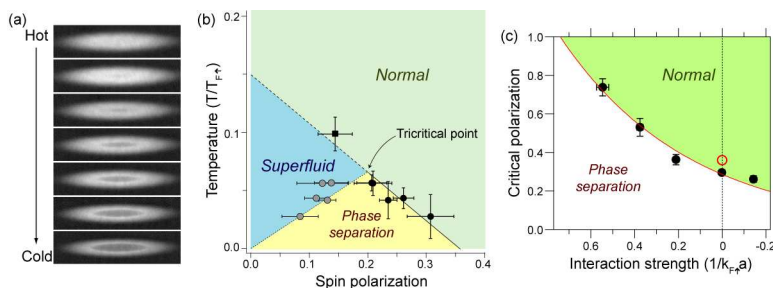 (a)
Hot
Cold
(b)
Temperature (T/T_F↑)
0.2
0.1
0.0
Normal
Superfluid
Tricritical point
Phase
separation
0.0 0.1 0.2 0.3 0.4
Spin polarization
(c)
Critical polarization
1.0
0.8
0.6
0.4
0.2
0.0
Normal
Phase
separation
0.6 0.4 0.2 0 -0.2
Interaction strength (1/k_F↑a)